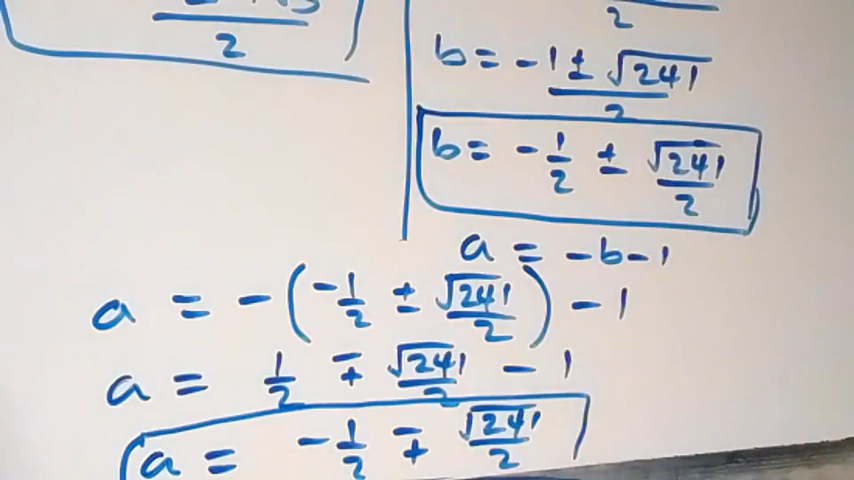 2
2
b = -1 ± √241
2
b = -1/2 ± √241/2
a = -b-1
a = -(-1/2 ± √241/2) - 1
a = 1/2 ∓ √241/2 - 1
a = -1/2 ∓ √241/2